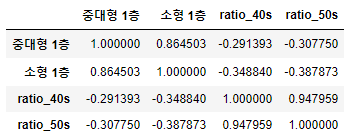 중대형 1층 소형 1층 ratio_40s ratio_50s
중대형 1층 1.000000 0.864503 -0.291393 -0.307750
소형 1층 0.864503 1.000000 -0.348840 -0.387873
ratio_40s -0.291393 -0.348840 1.000000 0.947959
ratio_50s -0.307750 -0.387873 0.947959 1.000000